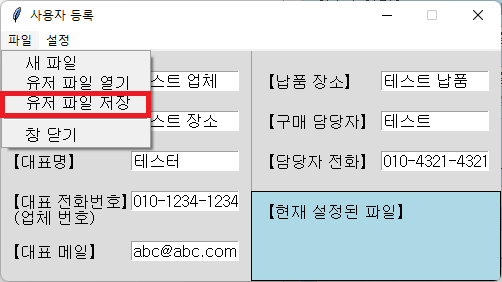 사용자 등록
파일 설정
새 파일
유저 파일 열기
유저 파일 저장
창 닫기
스트 업체
스트 장소
【대표명】 테스터
【대표 전화번호】 010-1234-1234
(업체 번호)
【대표 메일】 abc@abc.com
【납품 장소】 테스트 납품
【구매 담당자】 테스트
【담당자 전화】 010-4321-4321
【현재 설정된 파일】